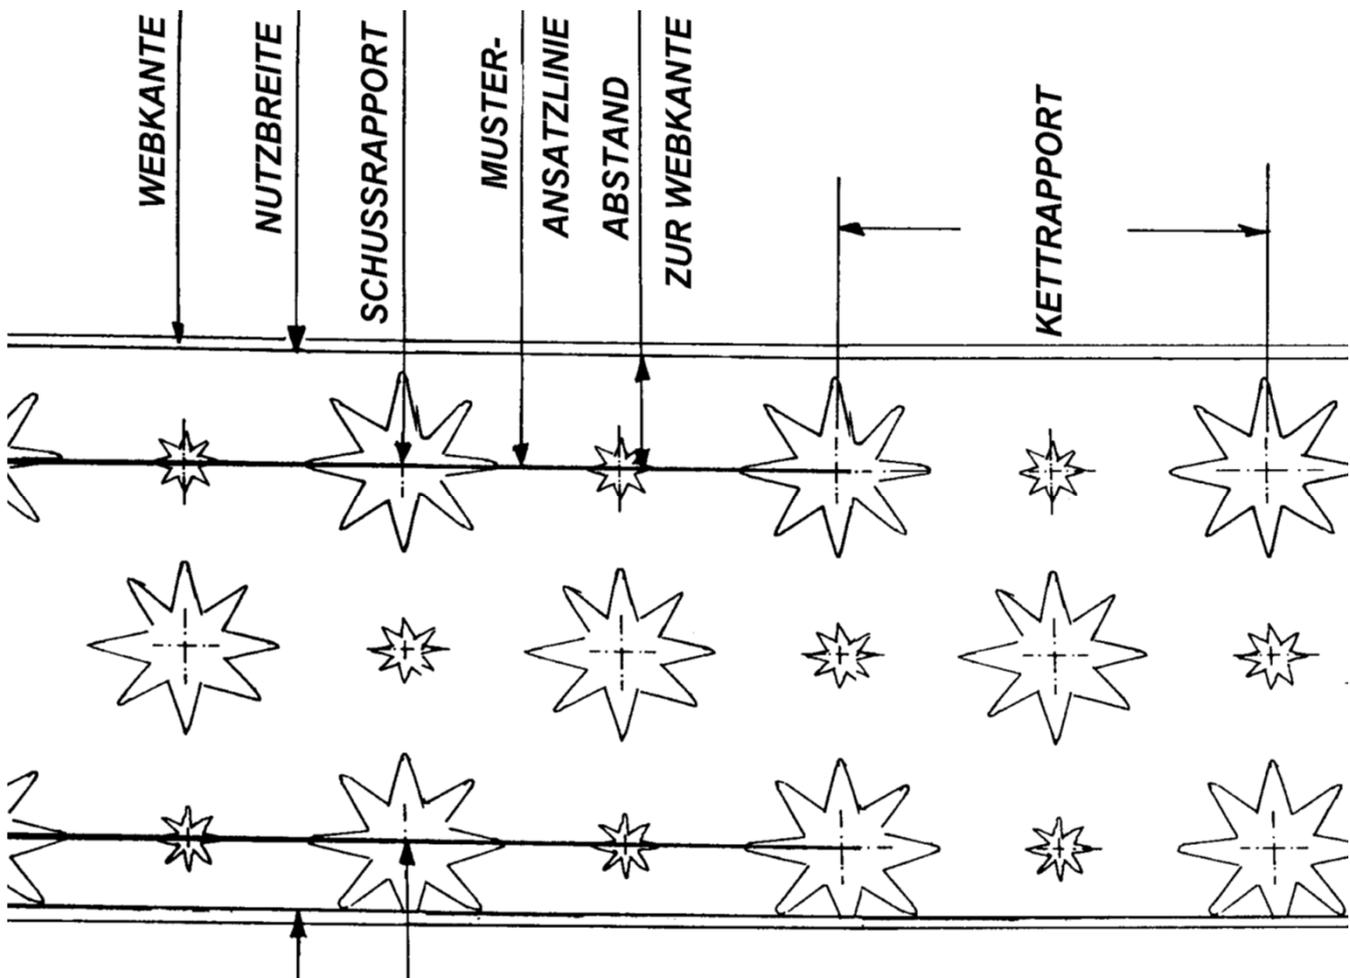 WEBKANTE
NUTZBREITE
SCHUSSRAPPORT
MUSTER-
ANSATZLINIE
ABSTAND
ZUR WEBKANTE
KETTRAPPORT